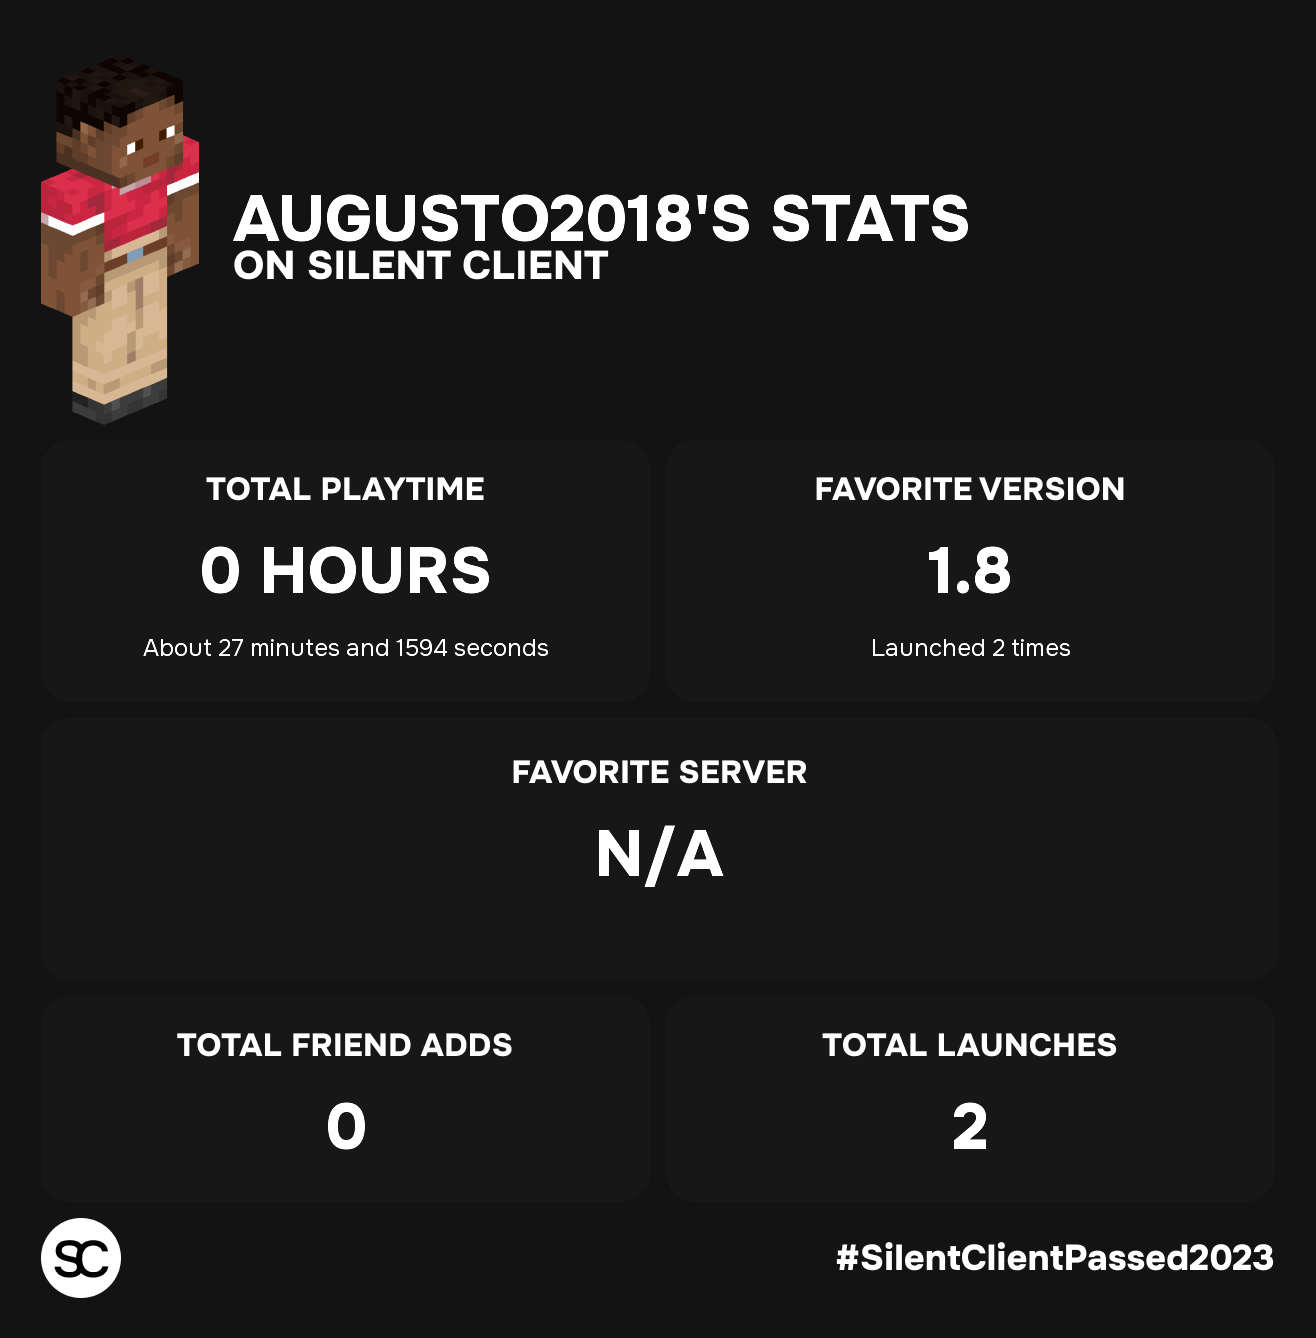 AUGUSTO2018'S STATS
ON SILENT CLIENT
TOTAL PLAYTIME
0 HOURS
About 27 minutes and 1594 seconds
FAVORITE VERSION
1.8
Launched 2 times
FAVORITE SERVER
N/A
TOTAL FRIEND ADDS
0
TOTAL LAUNCHES
2
SC
#SilentClientPassed2023